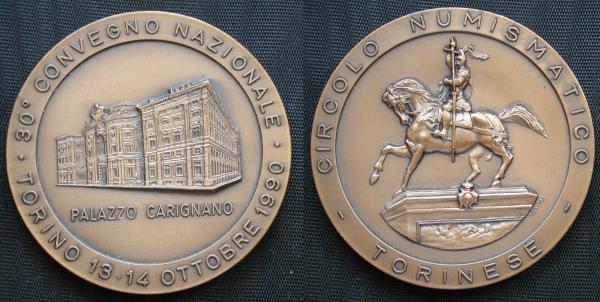 30° CONVEGNO NAZIONALE
PALAZZO CARIGNANO
· TORINO 13·14 OTTOBRE 1990 ·
CIRCOLO NUMISMATICO
- TORINESE -